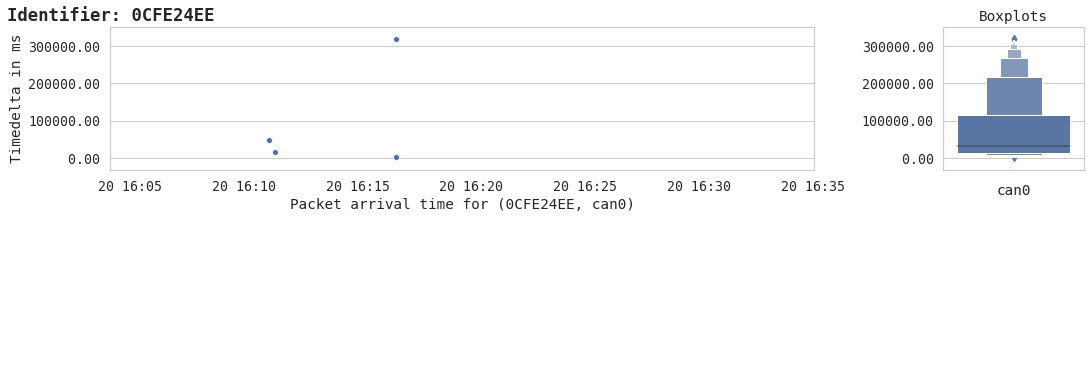 Identifier: 0CFE24EE
Timedelta in ms
300000.00
200000.00
100000.00
0.00
20 16:05 20 16:10 20 16:15 20 16:20 20 16:25 20 16:30 20 16:35
Packet arrival time for (0CFE24EE, can0)
Boxplots
300000.00
200000.00
100000.00
0.00
can0